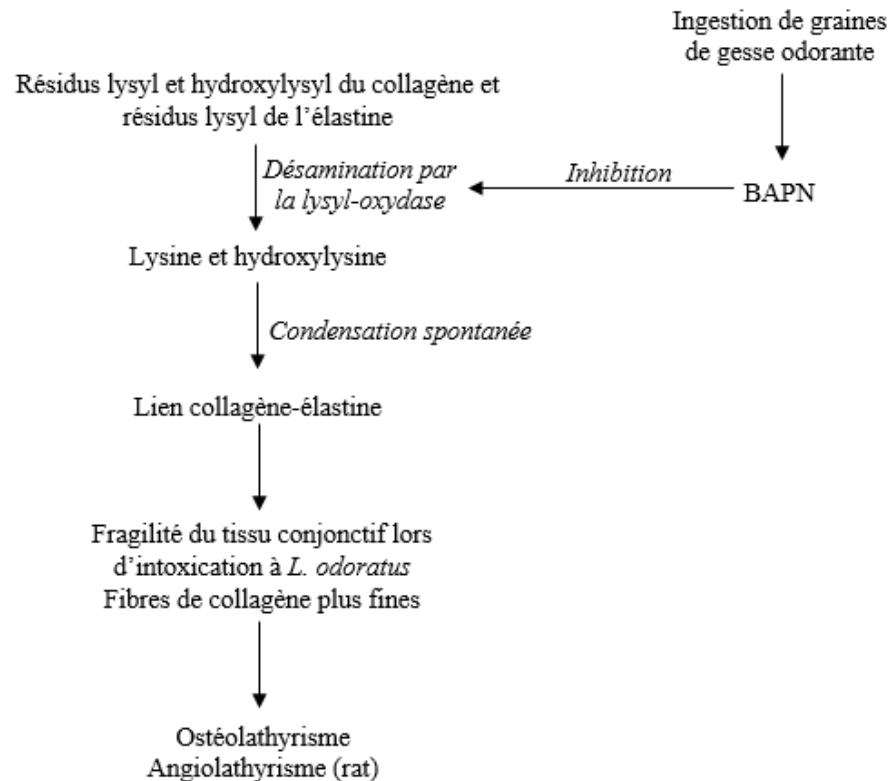 Ingestion de graines
de gesse odorante
Résidus lysyl et hydroxylysyl du collagène et
résidus lysyl de l’élastine
Désamination par
la lysyl-oxydase
Inhibition
BAPN
Lysine et hydroxylysine
Condensation spontanée
Lien collagène-élastine
Fragilité du tissu conjonctif lors
d’intoxication à L. odoratus
Fibres de collagène plus fines
Ostéolathyrisme
Angiolathyrisme (rat)